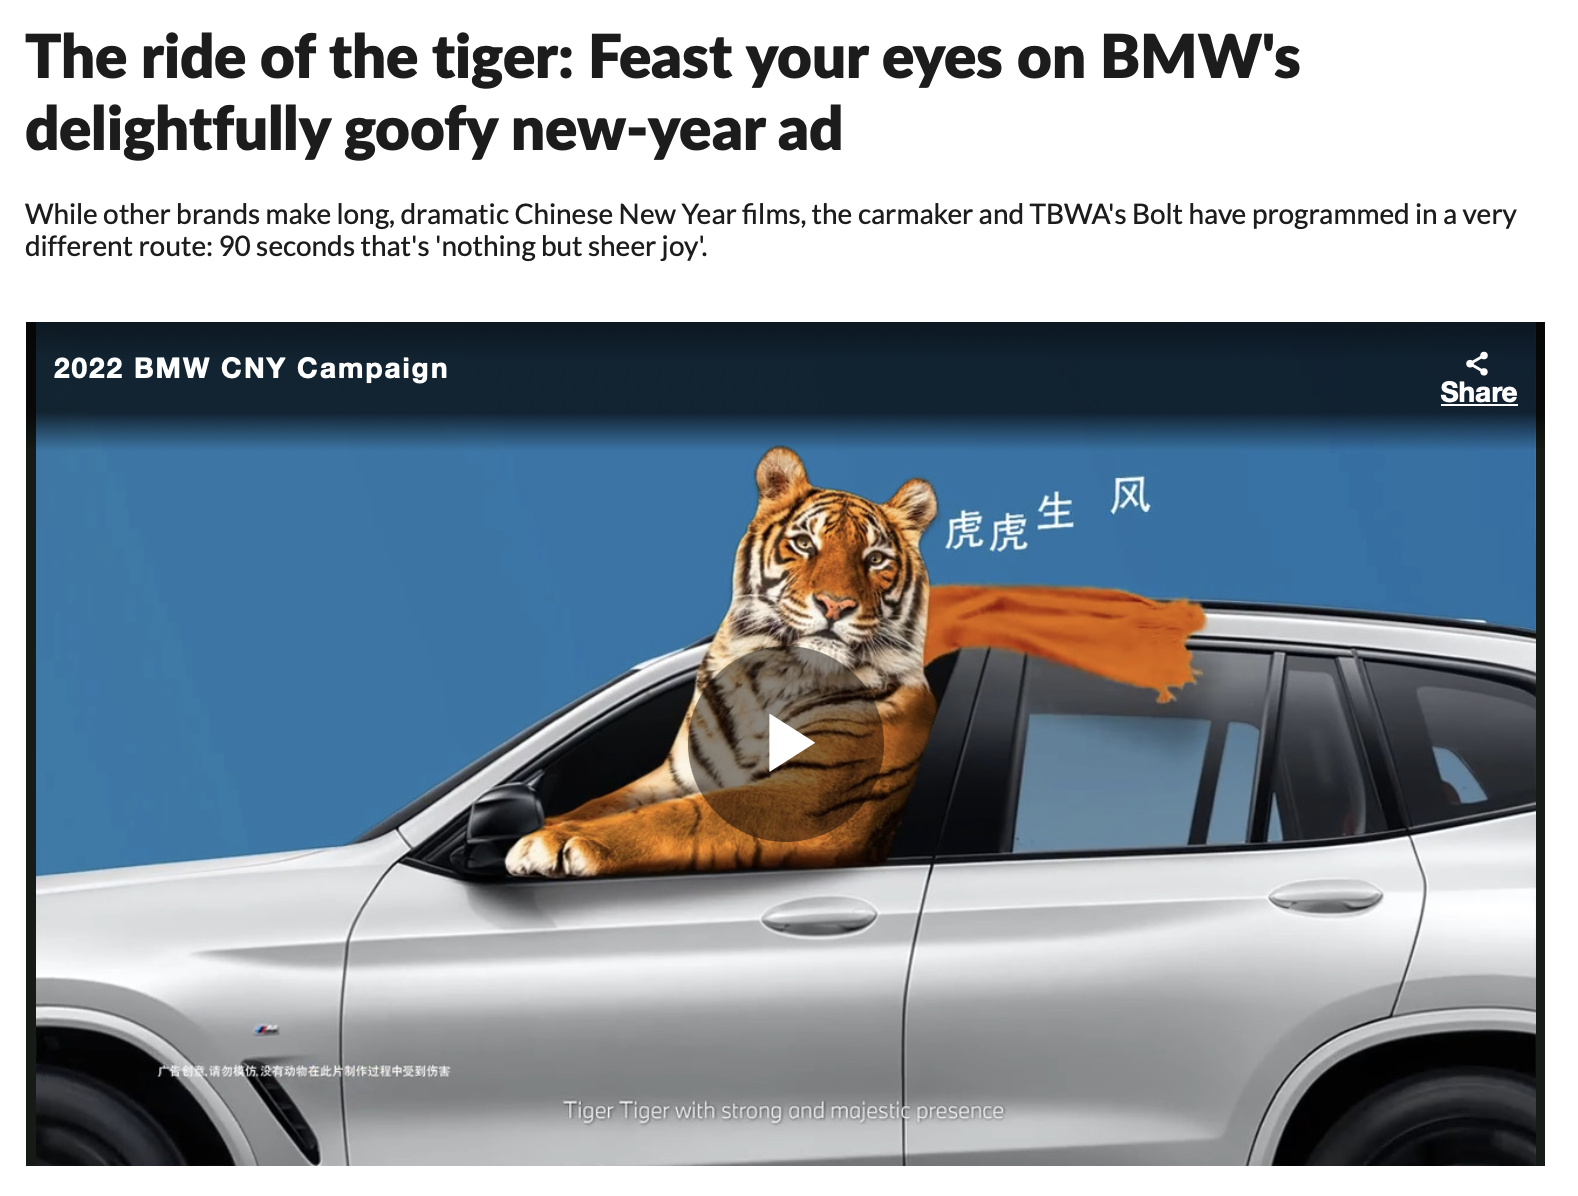 The ride of the tiger: Feast your eyes on BMW's
delightfully goofy new-year ad
While other brands make long, dramatic Chinese New Year films, the carmaker and TBWA's Bolt have programmed in a very
different route: 90 seconds that's 'nothing but sheer joy'.
2022 BMW CNY Campaign
Share
虎虎生风
广告创意,请勿模仿,没有动物在此片制作过程中受到伤害
Tiger Tiger with strong and majestic presence